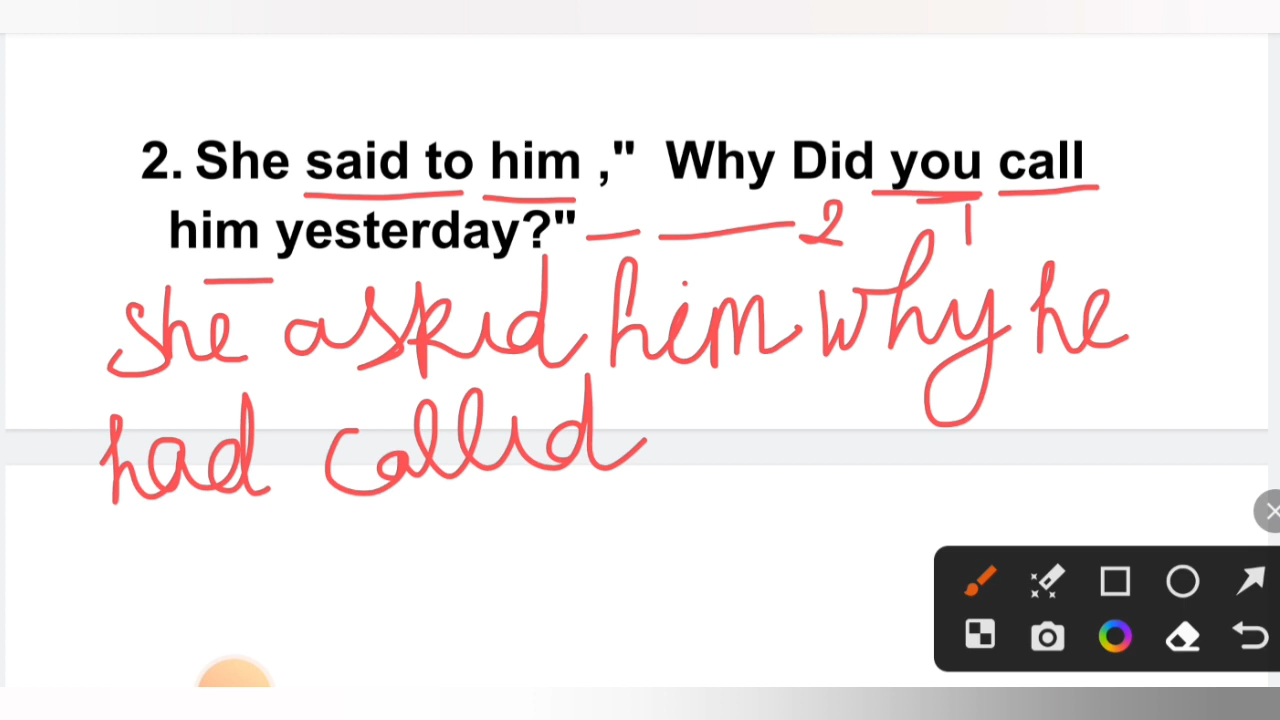 2. She said to him ," Why Did you call
him yesterday?" 2 1
she asked him why he
had called